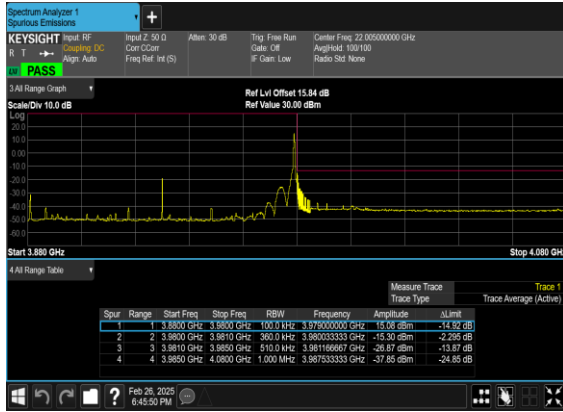 Spectrum Analyzer 1
Spurious Emissions
+
KEYSIGHT Input: RF Input Z: 50 Ω Atten: 30 dB Trig: Free Run Center Freq: 22.005000000 GHz
R T Coupling: DC Corr CCorr Gate: Off Avg|Hold: 100/100
Align: Auto Freq Ref: Int (S) IF Gain: Low Radio Std: None
PASS
3 All Range Graph Ref Lvl Offset 15.84 dB
Scale/Div 10.0 dB Ref Value 30.00 dBm
Log
20.0
10.0
0.00
-10.0
-20.0
-30.0
-40.0
-50.0
-60.0
Start 3.880 GHz Stop 4.080 GH
4 All Range Table
Measure Trace Trace 1
Trace Type Trace Average (Active)
Spur Range Start Freq Stop Freq RBW Frequency Amplitude ΔLimit
1 1 3.8800 GHz 3.9800 GHz 100.0 kHz 3.979000000 GHz 15.08 dBm -14.92 dB
2 2 3.9800 GHz 3.9810 GHz 360.0 kHz 3.980033333 GHz -15.30 dBm -2.295 dB
3 3 3.9810 GHz 3.9850 GHz 510.0 kHz 3.981166667 GHz -26.87 dBm -13.87 dB
4 4 3.9850 GHz 4.0800 GHz 1.000 MHz 3.987533333 GHz -37.85 dBm -24.85 dB
? Feb 26, 2025
6:45:50 PM